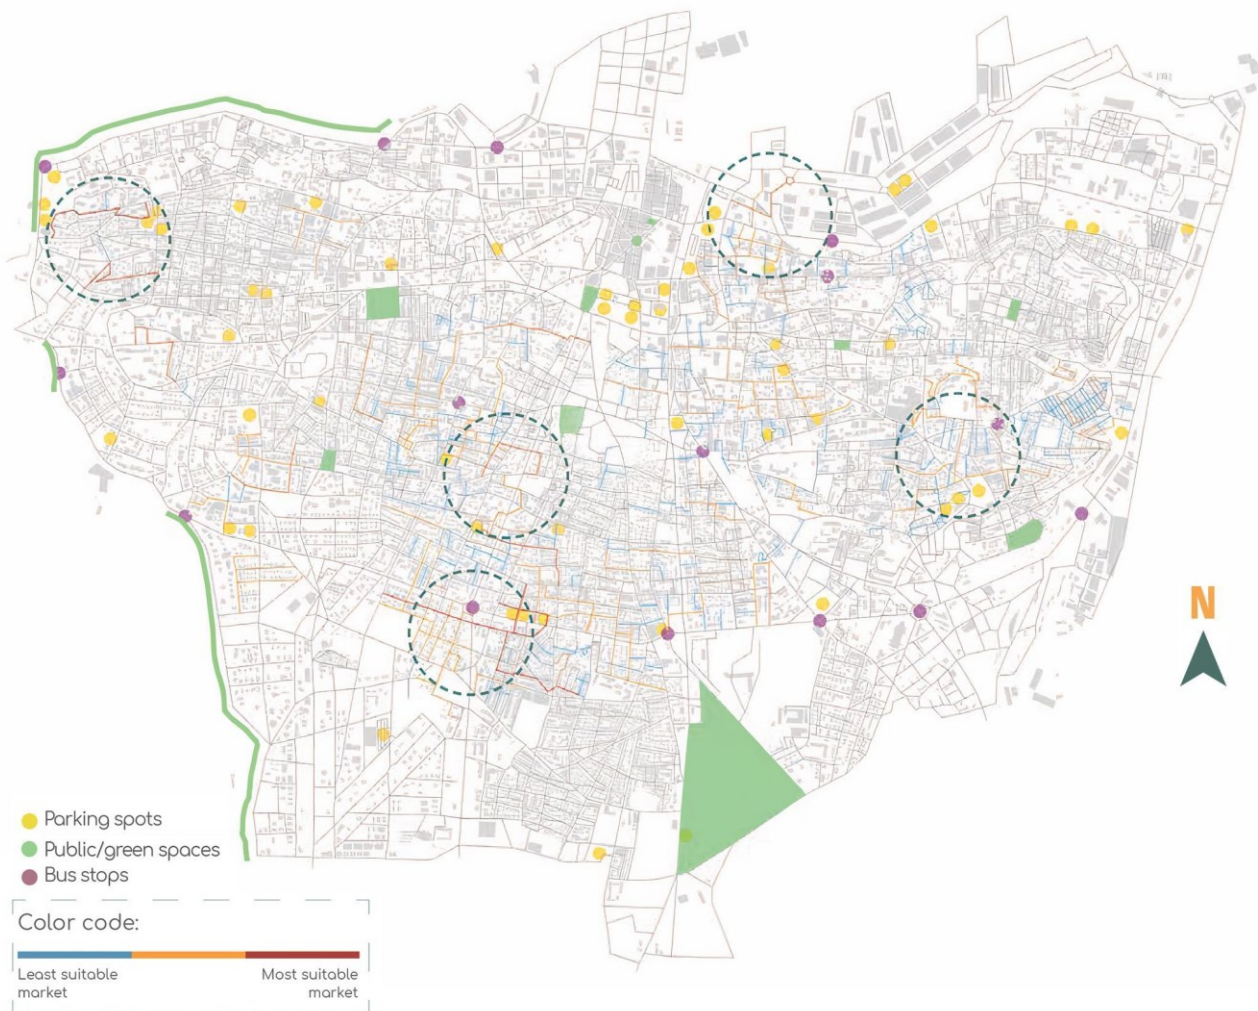 N
Parking spots
Public/green spaces
Bus stops
Color code:
Least suitable
market
Most suitable
market